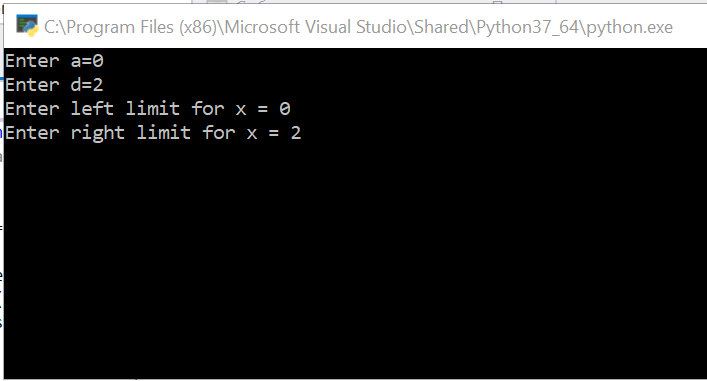 C:\Program Files (x86)\Microsoft Visual Studio\Shared\Python37_64\python.exe
Enter a=0
Enter d=2
Enter left limit for x = 0
Enter right limit for x = 2